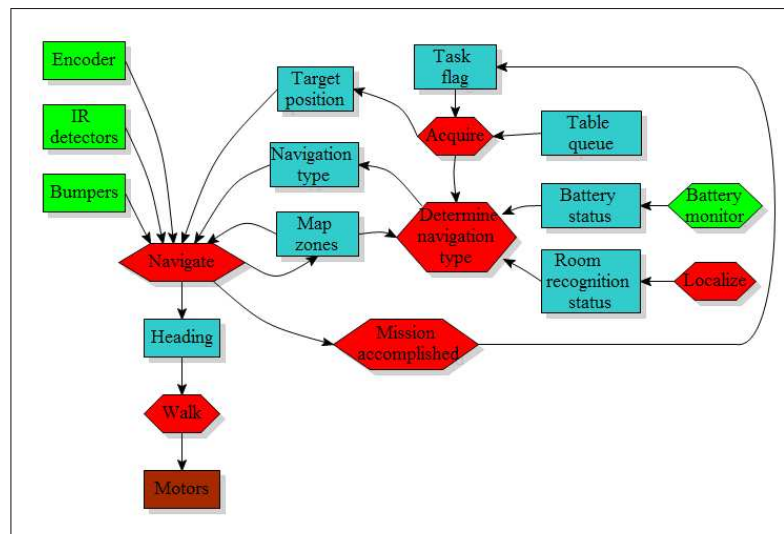 Encoder
IR
detectors
Bumpers
Target
position
Navigation
type
Map
zones
Task
flag
Acquire
Table
queue
Determine
navigation
type
Battery
status
Battery
monitor
Room
recognition
status
Localize
Navigate
Mission
accomplished
Heading
Walk
Motors